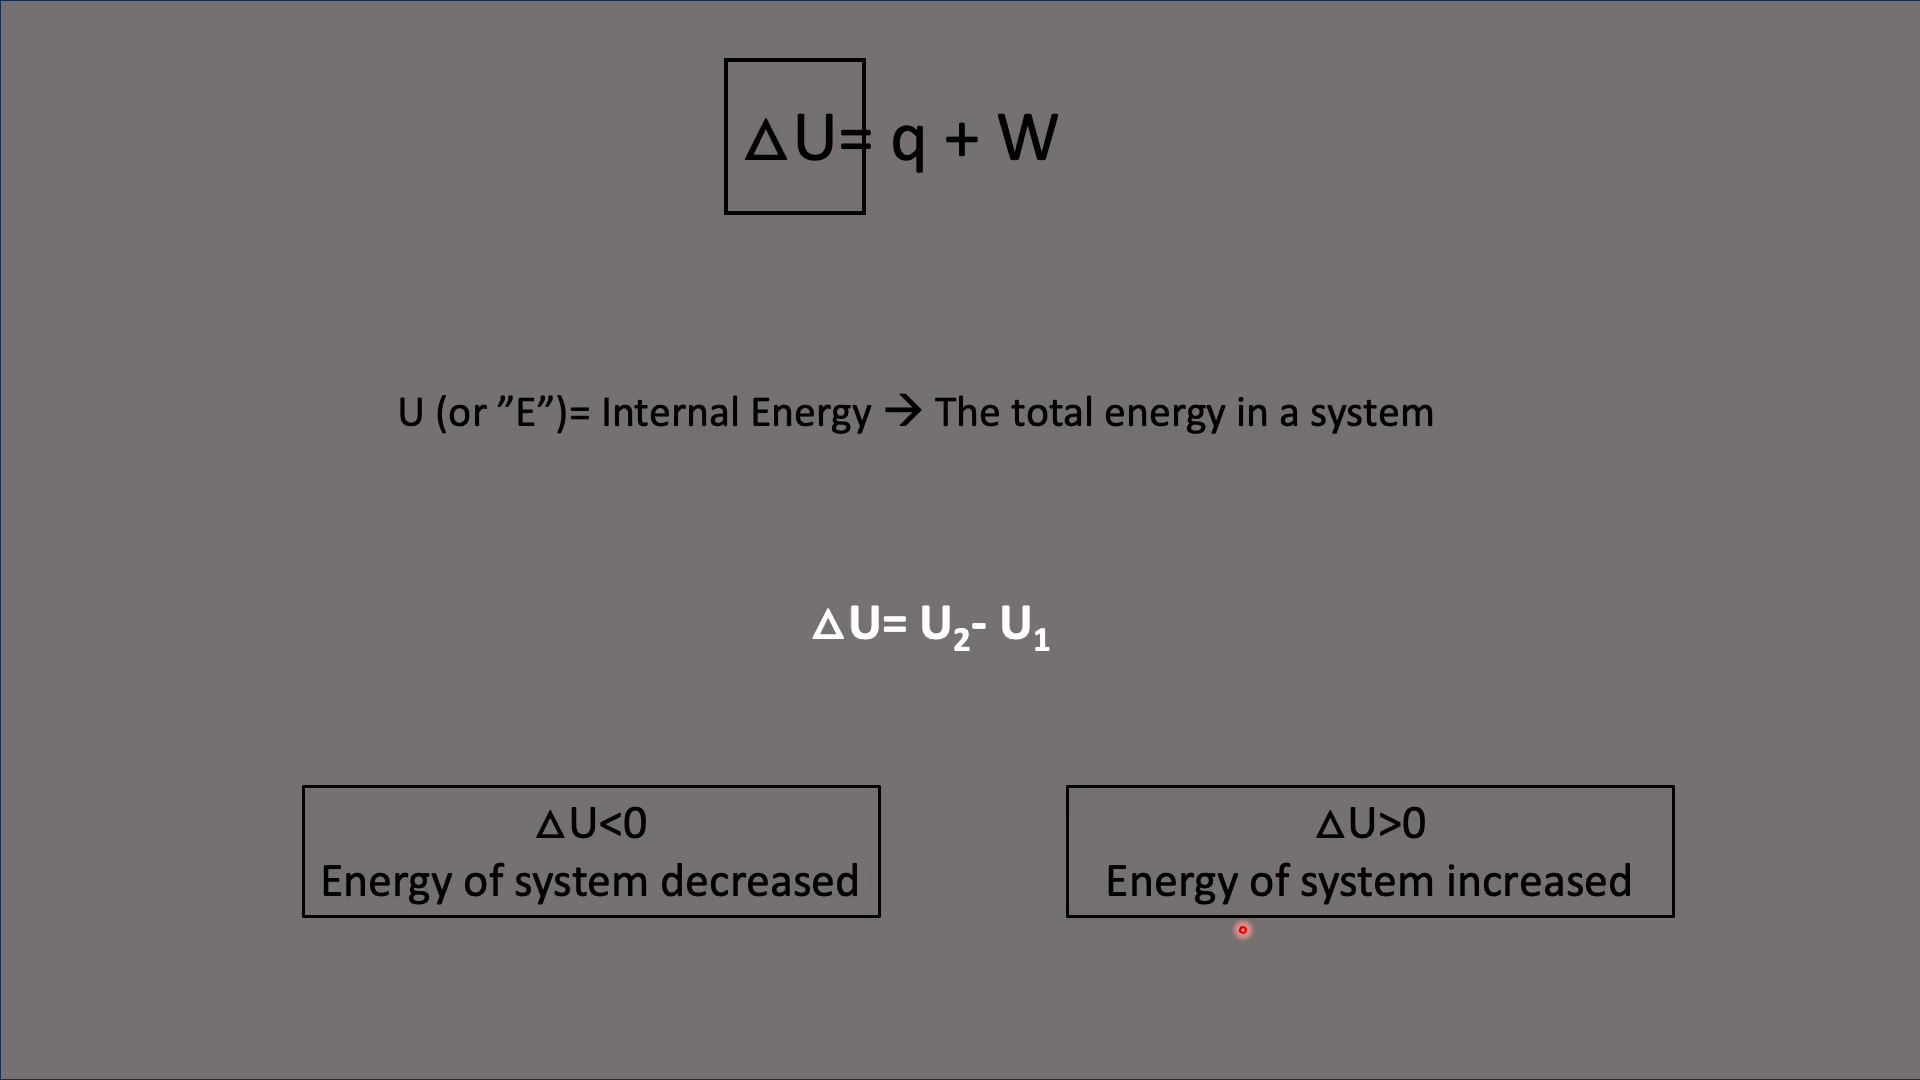 △U= q + W
U (or ”E”)= Internal Energy → The total energy in a system
△U= U₂- U₁
△U<0
Energy of system decreased
△U>0
Energy of system increased